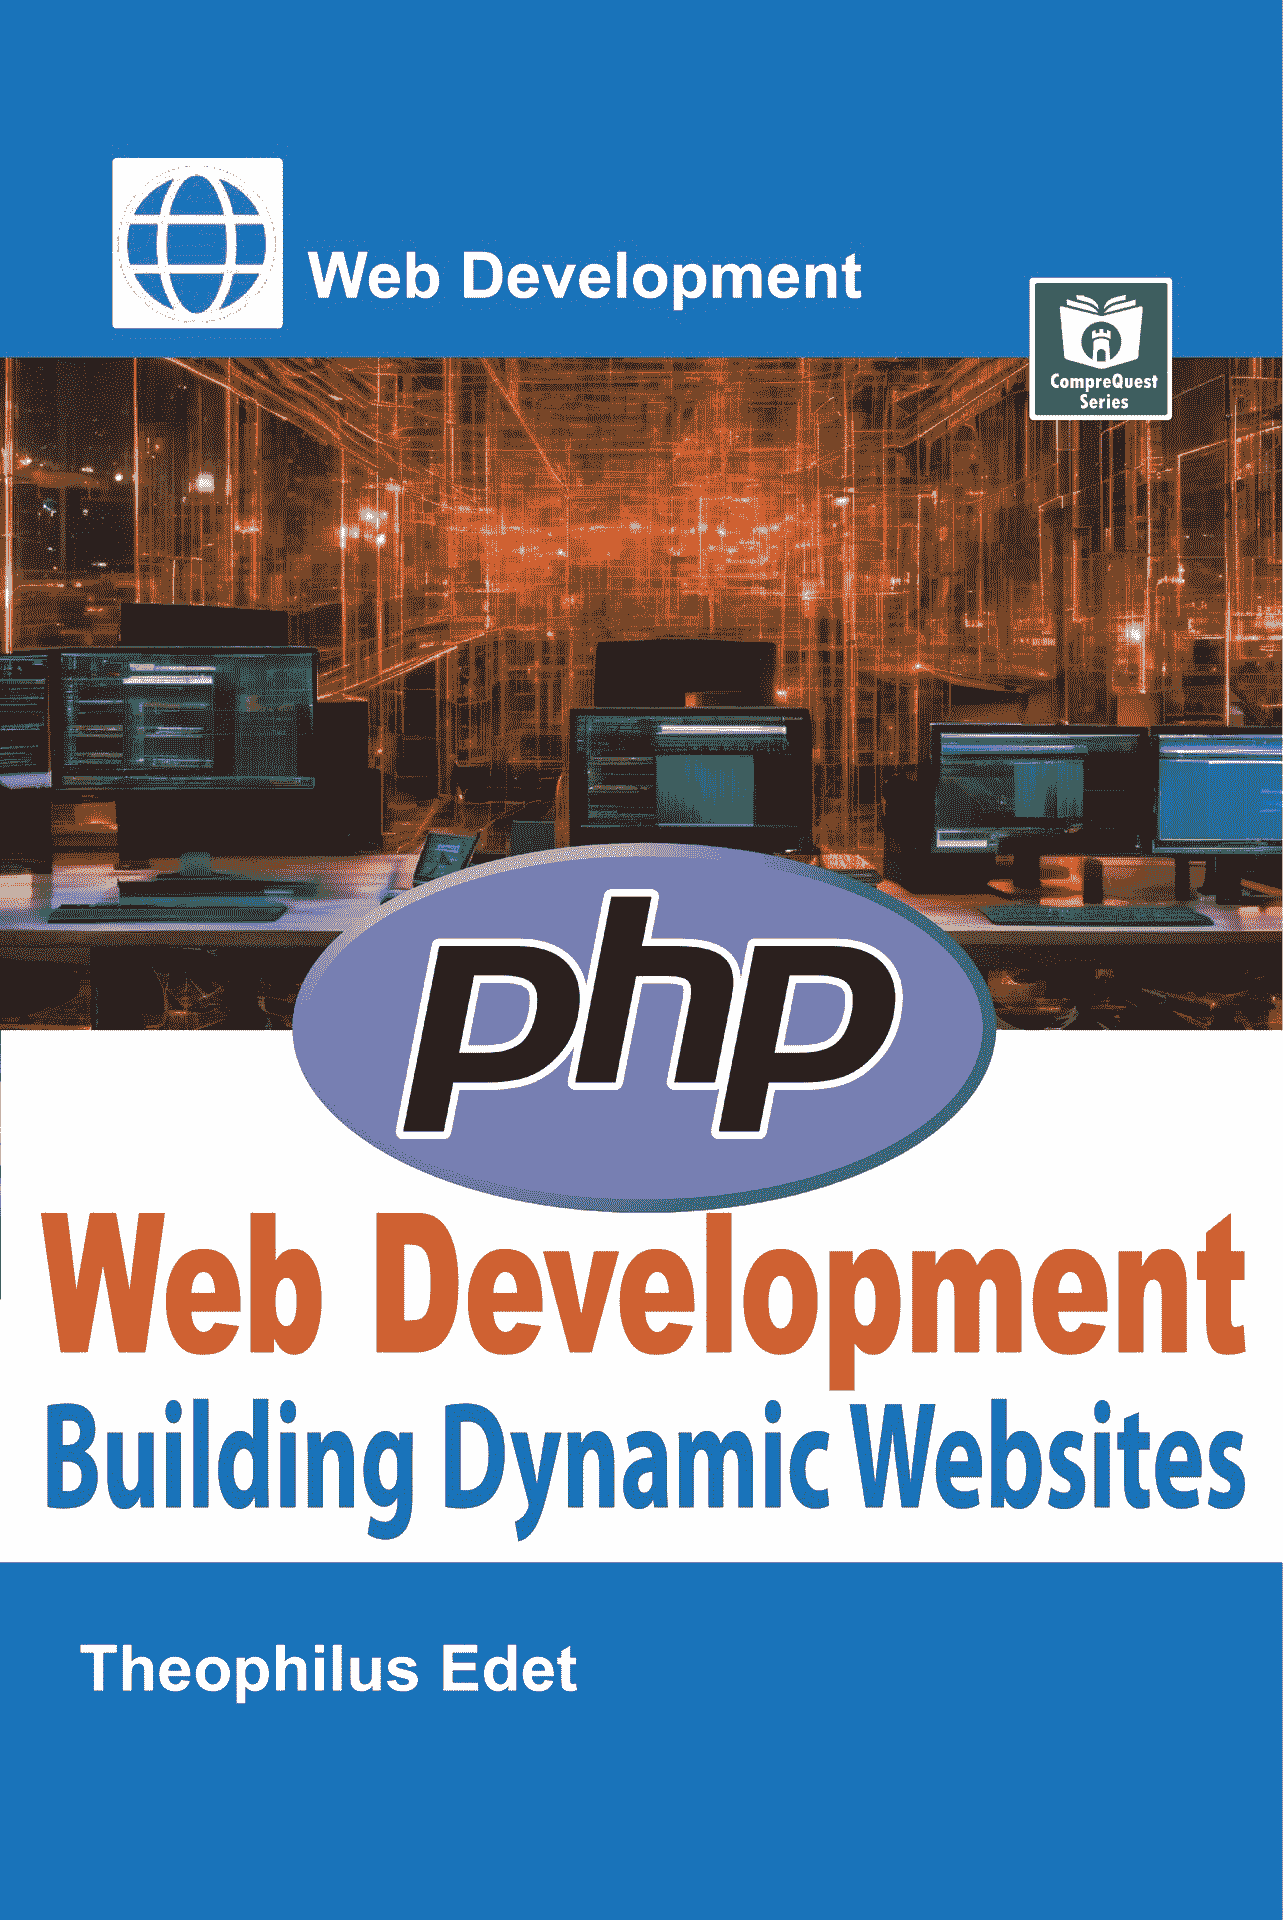 Web Development
CompreQuest
Series
php
Web Development
Building Dynamic Websites
Theophilus Edet